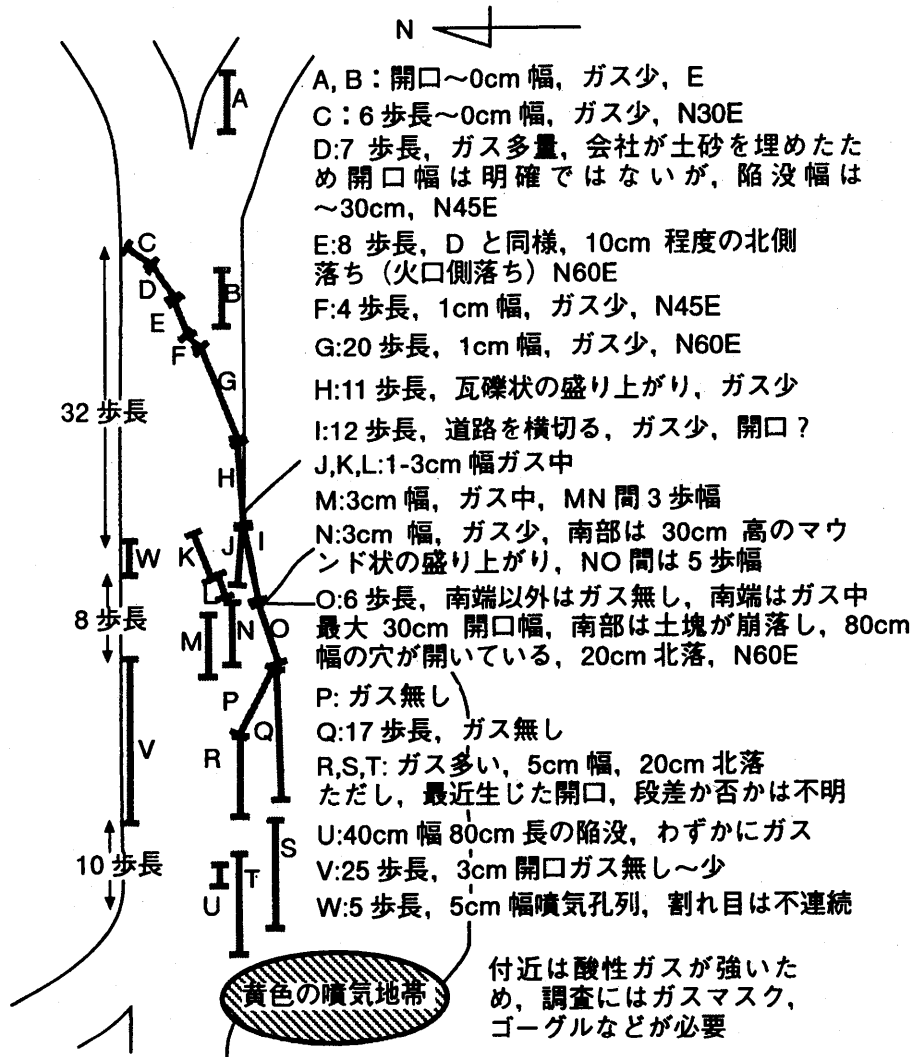 N
A, B：開口～0cm 幅，ガス少，E
C：6 歩長～0cm 幅，ガス少，N30E
D:7 歩長，ガス多量，会社が土砂を埋めたた
め開口幅は明確ではないが，陥没幅は
～30cm，N45E
E:8 歩長，D と同様，10cm 程度の北側
落ち（火口側落ち）N60E
F:4 歩長，1cm 幅，ガス少，N45E
G:20 歩長，1cm 幅，ガス少，N60E
H:11 歩長，瓦礫状の盛り上がり，ガス少
I:12 歩長，道路を横切る，ガス少，開口？
J,K,L:1-3cm 幅ガス中
M:3cm 幅，ガス中，MN 間 3 歩幅
N:3cm 幅，ガス少，南部は 30cm 高のマウ
ンド状の盛り上がり，NO 間は 5 歩幅
O:6 歩長，南端以外はガス無し，南端はガス中
最大 30cm 開口幅，南部は土塊が崩落し，80cm
幅の穴が開いている，20cm 北落，N60E
P: ガス無し
Q:17 歩長，ガス無し
R,S,T: ガス多い，5cm 幅，20cm 北落
ただし，最近生じた開口，段差か否かは不明
U:40cm 幅 80cm 長の陥没，わずかにガス
V:25 歩長，3cm 開口ガス無し～少
W:5 歩長，5cm 幅噴気孔列，割れ目は不連続
付近は酸性ガスが強いた
め，調査にはガスマスク，
ゴーグルなどが必要
A
C
D
B
E
F
G
32 歩長
H
W
K
J
I
L
8 歩長
M
N
O
P
Q
R
V
S
10 歩長
U
T
黄色の噴気地帯